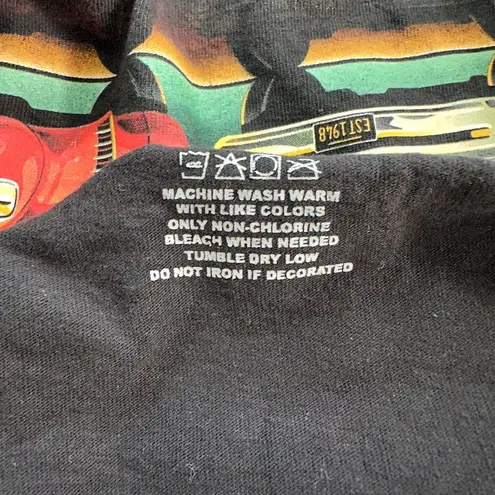 EST 1948
MACHINE WASH WARM
WITH LIKE COLORS
ONLY NON-CHLORINE
BLEACH WHEN NEEDED
TUMBLE DRY LOW
DO NOT IRON IF DECORATED